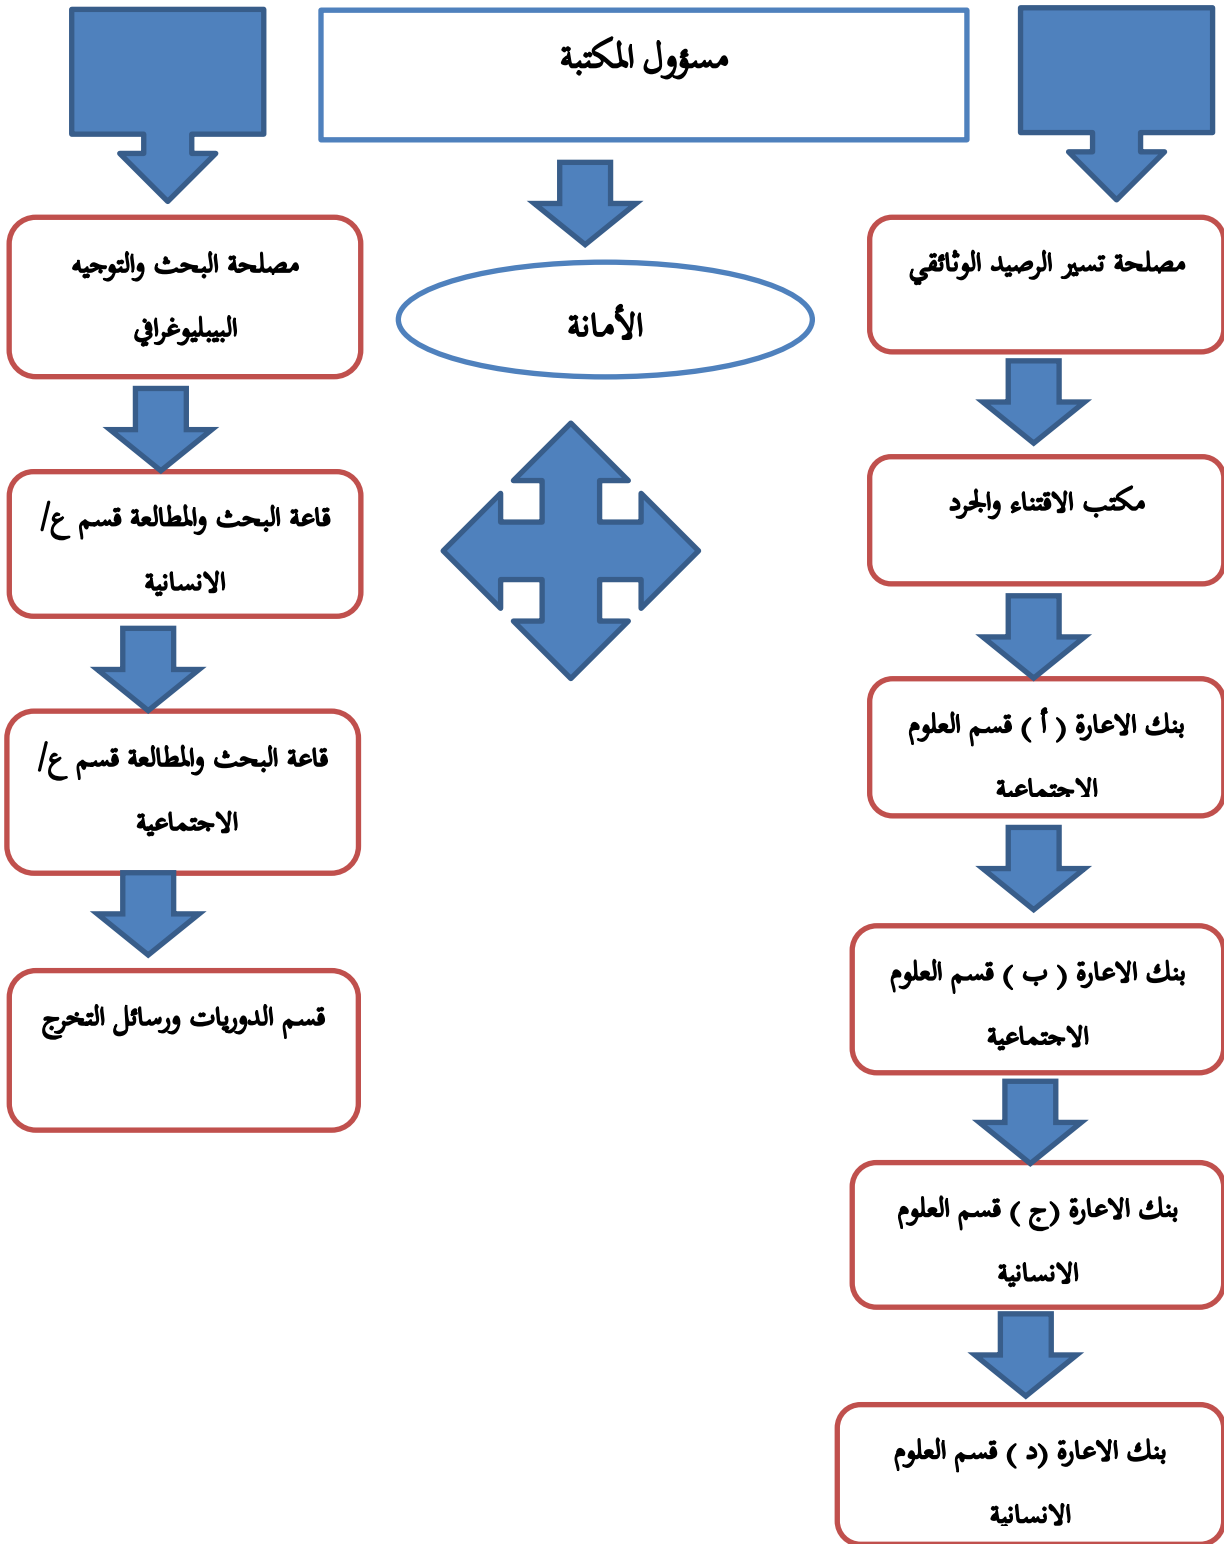 مسؤول المكتبة
الأمانة
مصلحة تسير الرصيد الوثائقي
مكتب الاقتناء والجرد
بنك الاعارة ( أ ) قسم العلوم
الاجتماعية
بنك الاعارة ( ب ) قسم العلوم
الاجتماعية
بنك الاعارة (ج ) قسم العلوم
الانسانية
بنك الاعارة (د ) قسم العلوم
الانسانية
مصلحة البحث والتوجيه
البيبليوغرافي
قاعة البحث والمطالعة قسم ع/
الانسانية
قاعة البحث والمطالعة قسم ع/
الاجتماعية
قسم الدوريات ورسائل التخرج